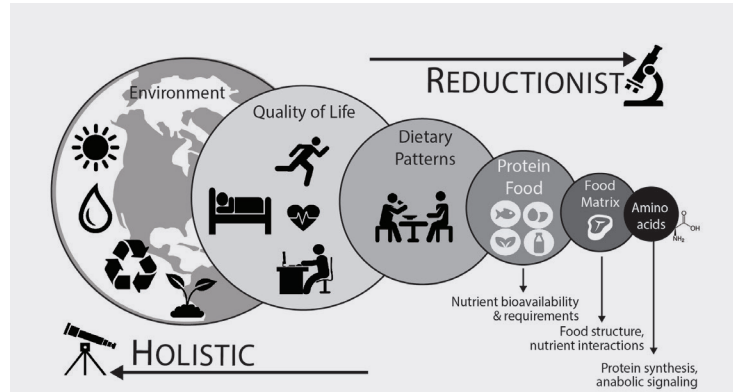 REDUCTIONIST
Environment
Quality of Life
Dietary
Patterns
Protein
Food
Food
Matrix
Amino
acids
O
OH
NH₂
Nutrient bioavailability
& requirements
Food structure,
nutrient interactions
Protein synthesis,
anabolic signaling
HOLISTIC